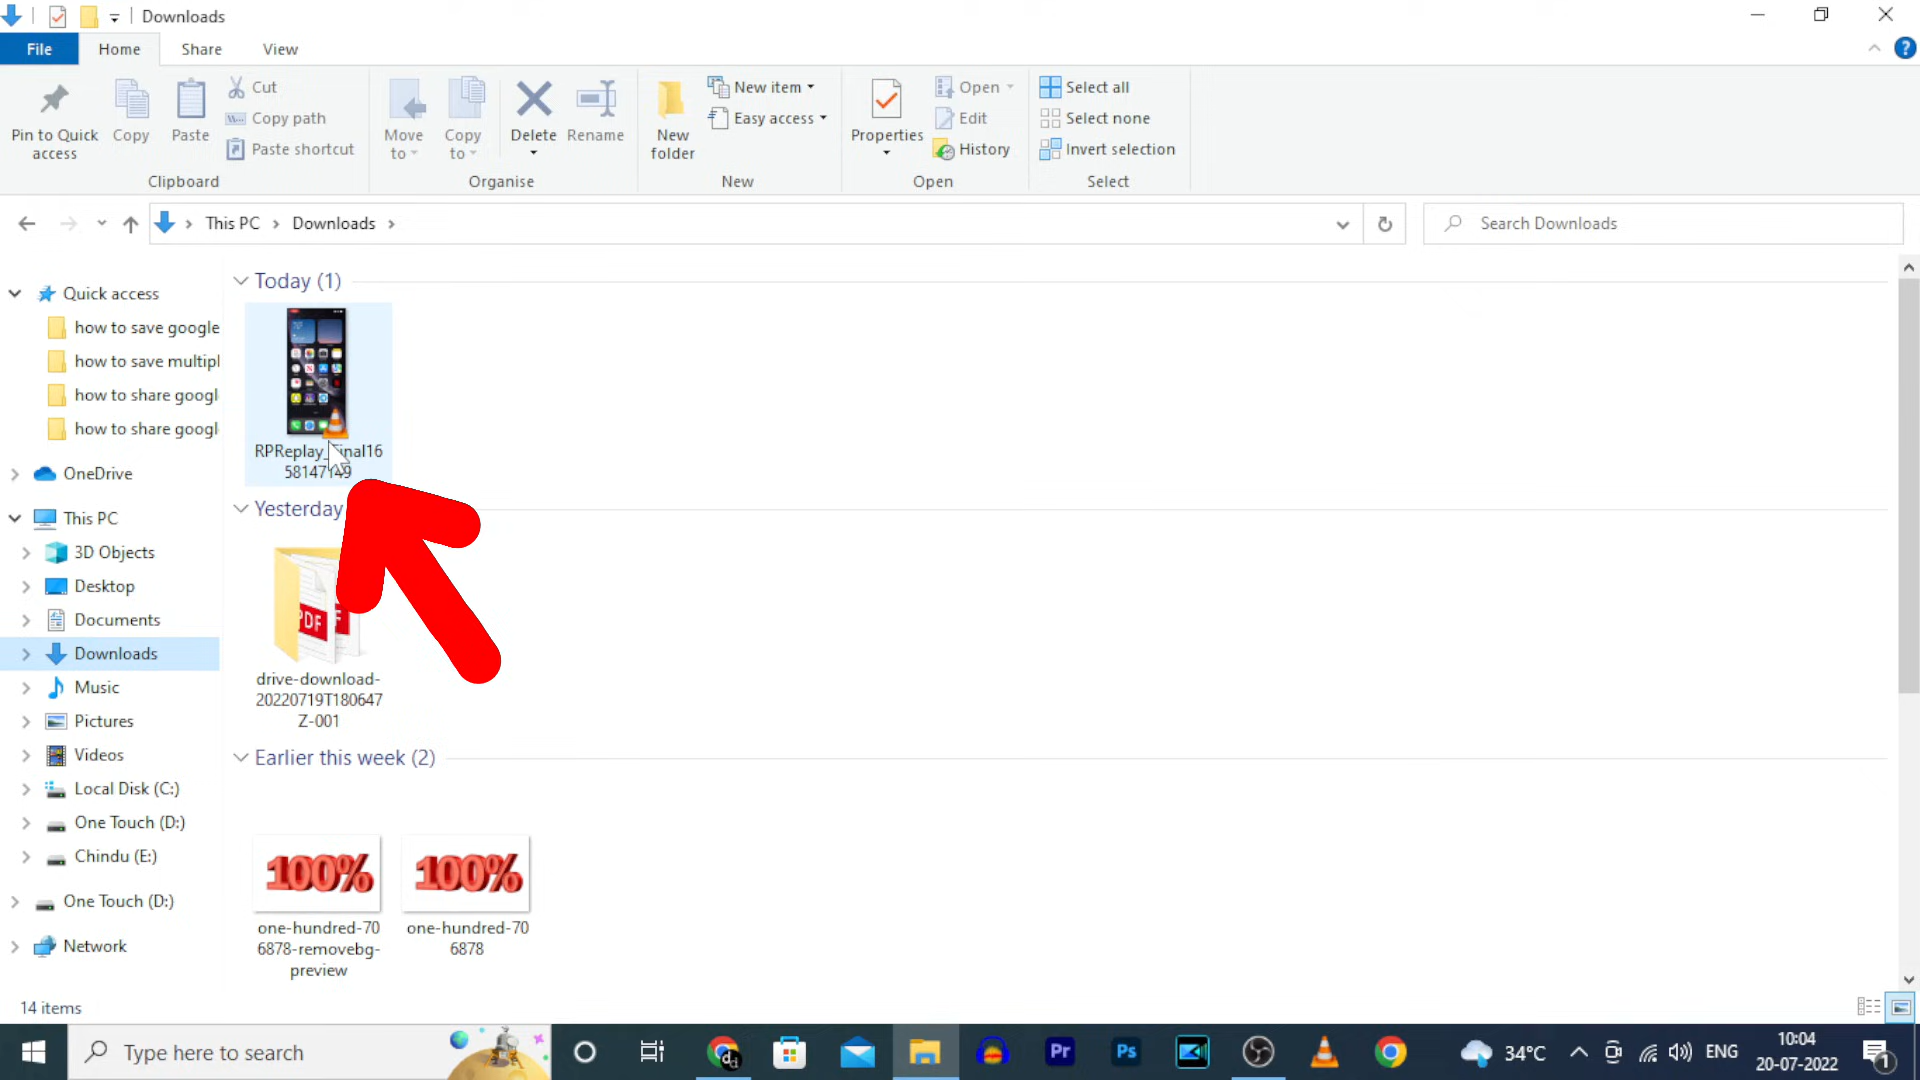 Downloads
File
Home
Share
View
Pin to Quick
access
Copy
Paste
Cut
Copy path
Paste shortcut
Clipboard
Move
to
Copy
to
Delete
Rename
Organise
New
folder
New item
Easy access
New
Properties
Open
Edit
History
Open
Select all
Select none
Invert selection
Select
This PC
Downloads
Search Downloads
Quick access
how to save google
how to save multipl
how to share googl
how to share googl
OneDrive
This PC
3D Objects
Desktop
Documents
Downloads
Music
Pictures
Videos
Local Disk (C:)
One Touch (D:)
Chindu (E:)
One Touch (D:)
Network
Today (1)
RPReplay_Final16
58147149
Yesterday
PDF
drive-download-
20220719T180647
Z-001
Earlier this week (2)
100%
100%
one-hundred-70
6878-removebg-
preview
one-hundred-70
6878
14 items
Type here to search
Pr
Ps
34°C
ENG
10:04
20-07-2022
1